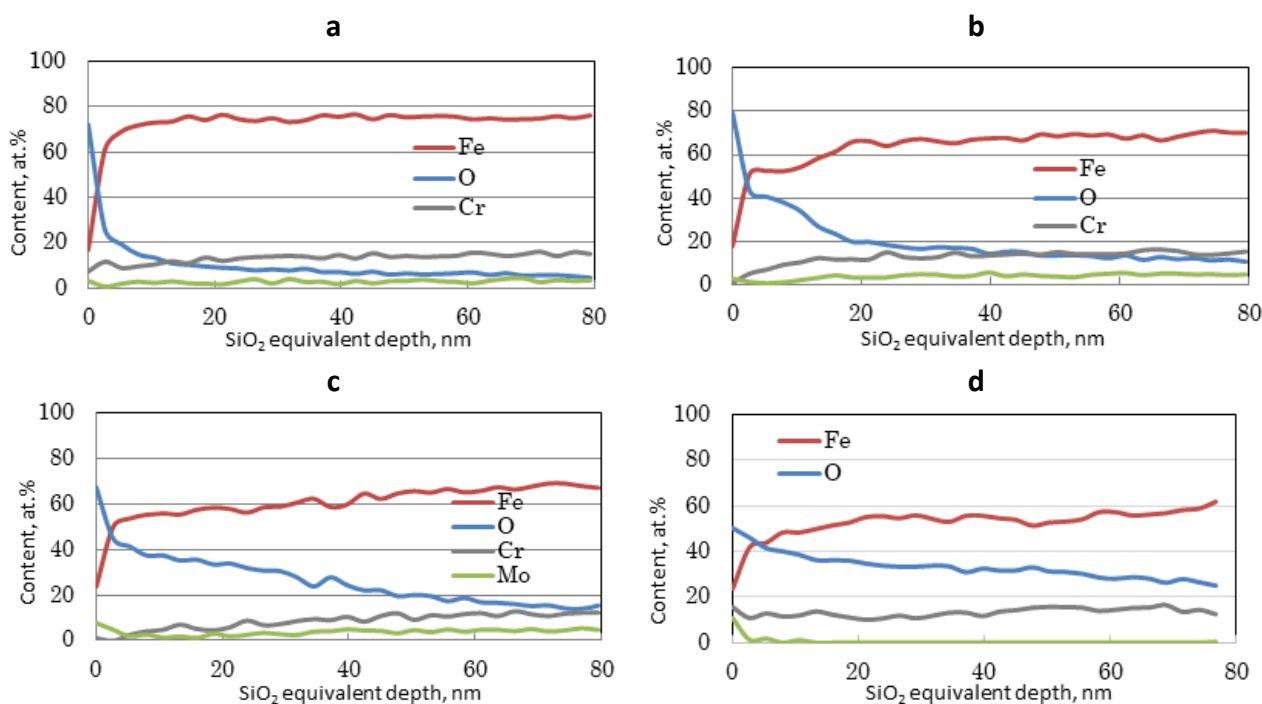 a
100
80
60
40
20
0
Content, at.%
Fe
O
Cr
0 20 40 60 80
SiO₂ equivalent depth, nm
b
100
80
60
40
20
0
Content, at.%
Fe
O
Cr
0 20 40 60 80
SiO₂ equivalent depth, nm
c
100
80
60
40
20
0
Content, at.%
Fe
O
Cr
Mo
0 20 40 60 80
SiO₂ equivalent depth, nm
d
100
80
60
40
20
0
Content, at.%
Fe
O
0 20 40 60 80
SiO₂ equivalent depth, nm